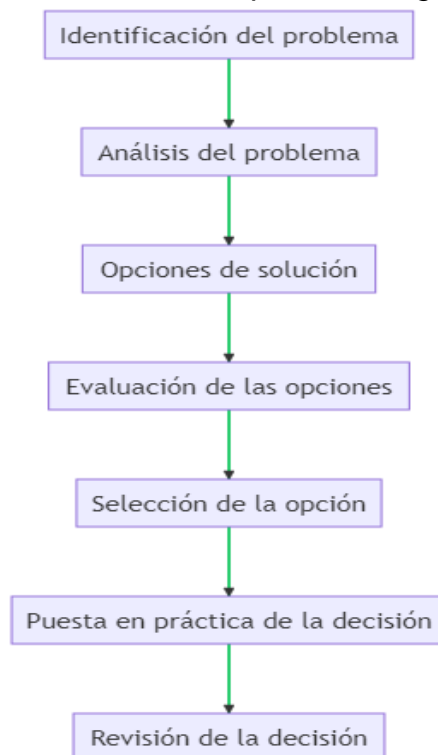 Identificación del problema
Análisis del problema
Opciones de solución
Evaluación de las opciones
Selección de la opción
Puesta en práctica de la decisión
Revisión de la decisión